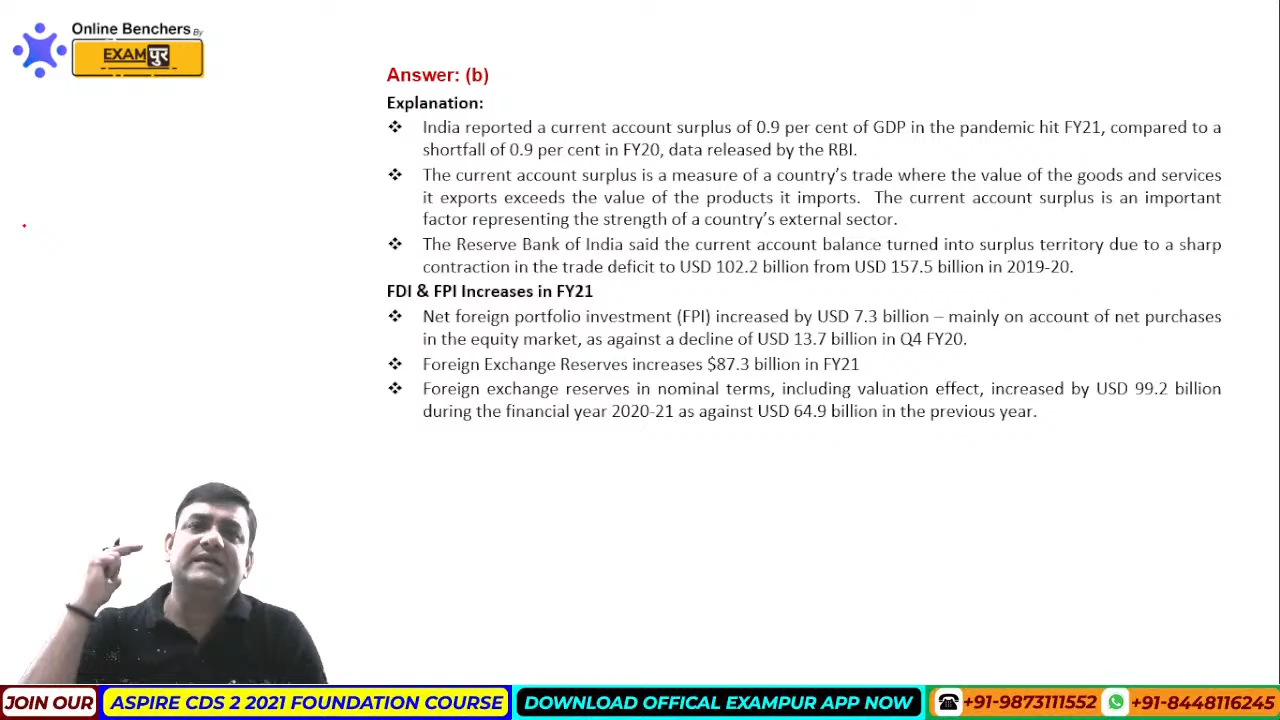 Online Benchers By
EXAMपुर
Answer: (b)
Explanation:
❖ India reported a current account surplus of 0.9 per cent of GDP in the pandemic hit FY21, compared to a
shortfall of 0.9 per cent in FY20, data released by the RBI.
❖ The current account surplus is a measure of a country’s trade where the value of the goods and services
it exports exceeds the value of the products it imports. The current account surplus is an important
factor representing the strength of a country’s external sector.
❖ The Reserve Bank of India said the current account balance turned into surplus territory due to a sharp
contraction in the trade deficit to USD 102.2 billion from USD 157.5 billion in 2019-20.
FDI & FPI Increases in FY21
❖ Net foreign portfolio investment (FPI) increased by USD 7.3 billion – mainly on account of net purchases
in the equity market, as against a decline of USD 13.7 billion in Q4 FY20.
❖ Foreign Exchange Reserves increases $87.3 billion in FY21
❖ Foreign exchange reserves in nominal terms, including valuation effect, increased by USD 99.2 billion
during the financial year 2020-21 as against USD 64.9 billion in the previous year.
JOIN OUR ASPIRE CDS 2 2021 FOUNDATION COURSE DOWNLOAD OFFICAL EXAMPUR APP NOW +91-9873111552 +91-8448116245